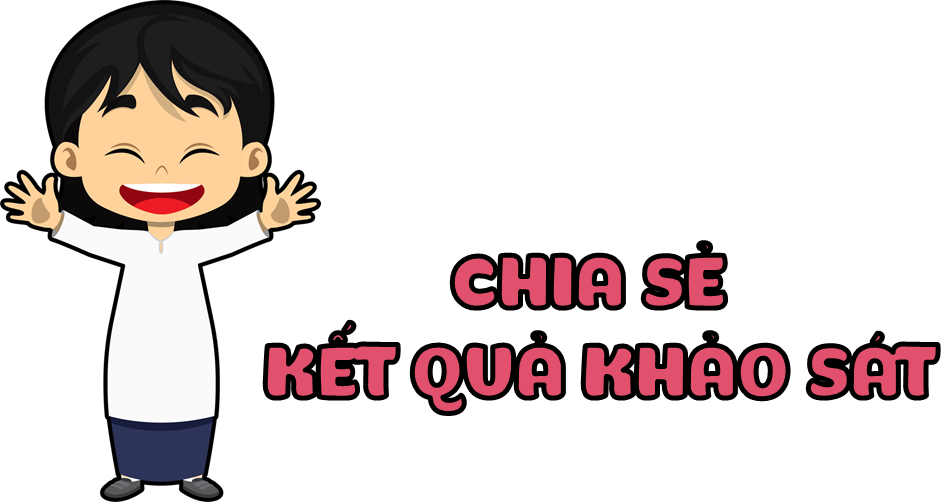 CHIA SẺ
KẾT QUẢ KHẢO SÁT